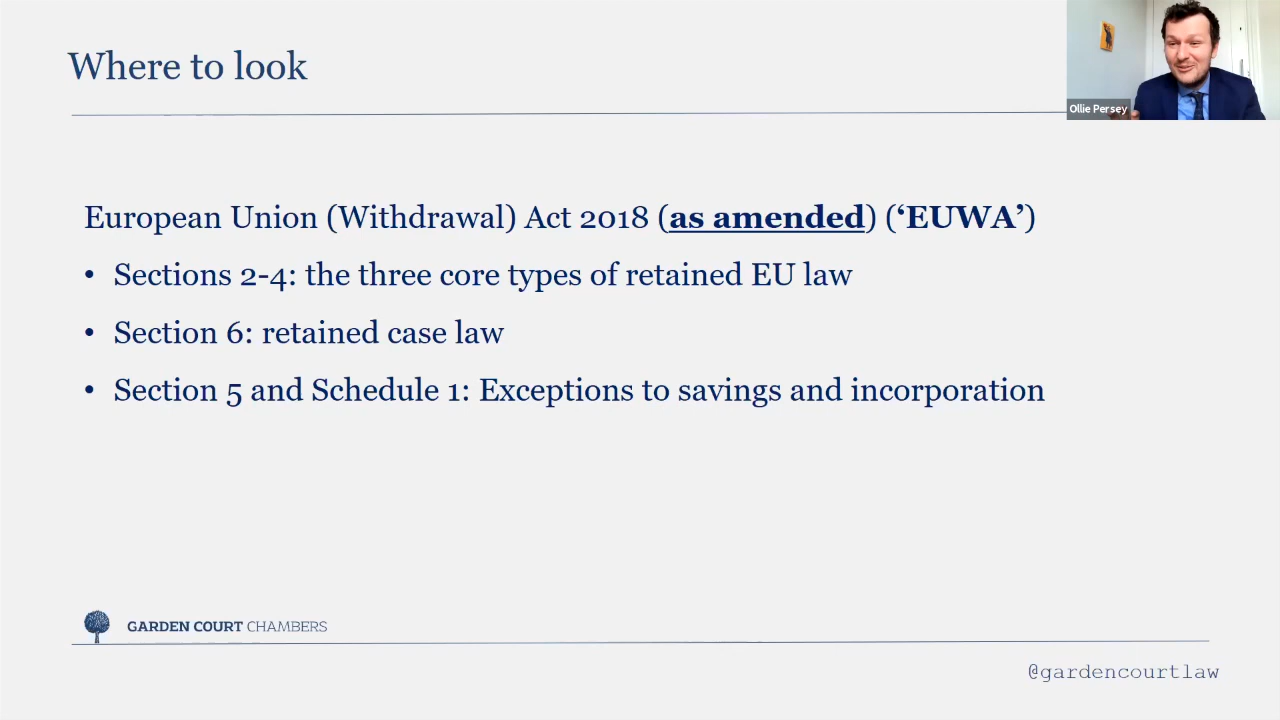 Where to look
Ollie Persey
European Union (Withdrawal) Act 2018 (as amended) (‘EUWA’)
• Sections 2-4: the three core types of retained EU law
• Section 6: retained case law
• Section 5 and Schedule 1: Exceptions to savings and incorporation
GARDEN COURT CHAMBERS
@gardencourtlaw